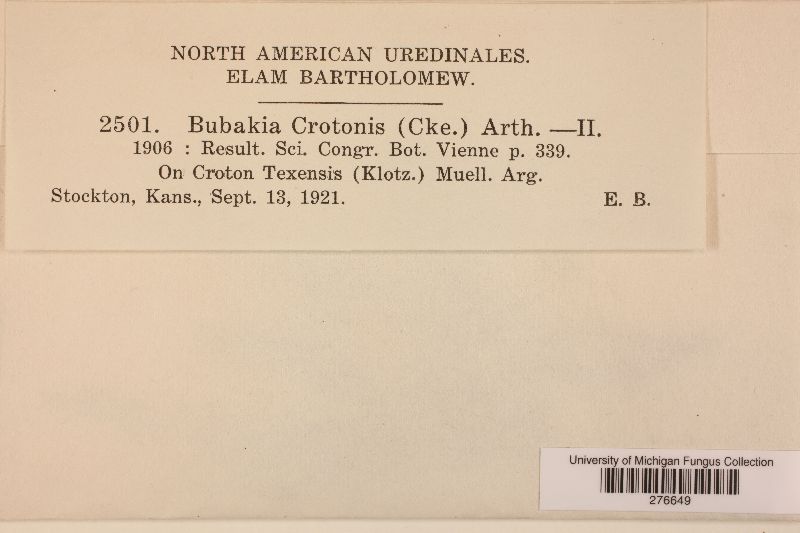 NORTH AMERICAN UREDINALES.
ELAM BARTHOLOMEW.
2501. Bubakia Crotonis (Cke.) Arth. —II.
1906 : Result. Sci. Congr. Bot. Vienne p. 339.
On Croton Texensis (Klotz.) Muell. Arg.
Stockton, Kans., Sept. 13, 1921. E. B.
University of Michigan Fungus Collection
276649